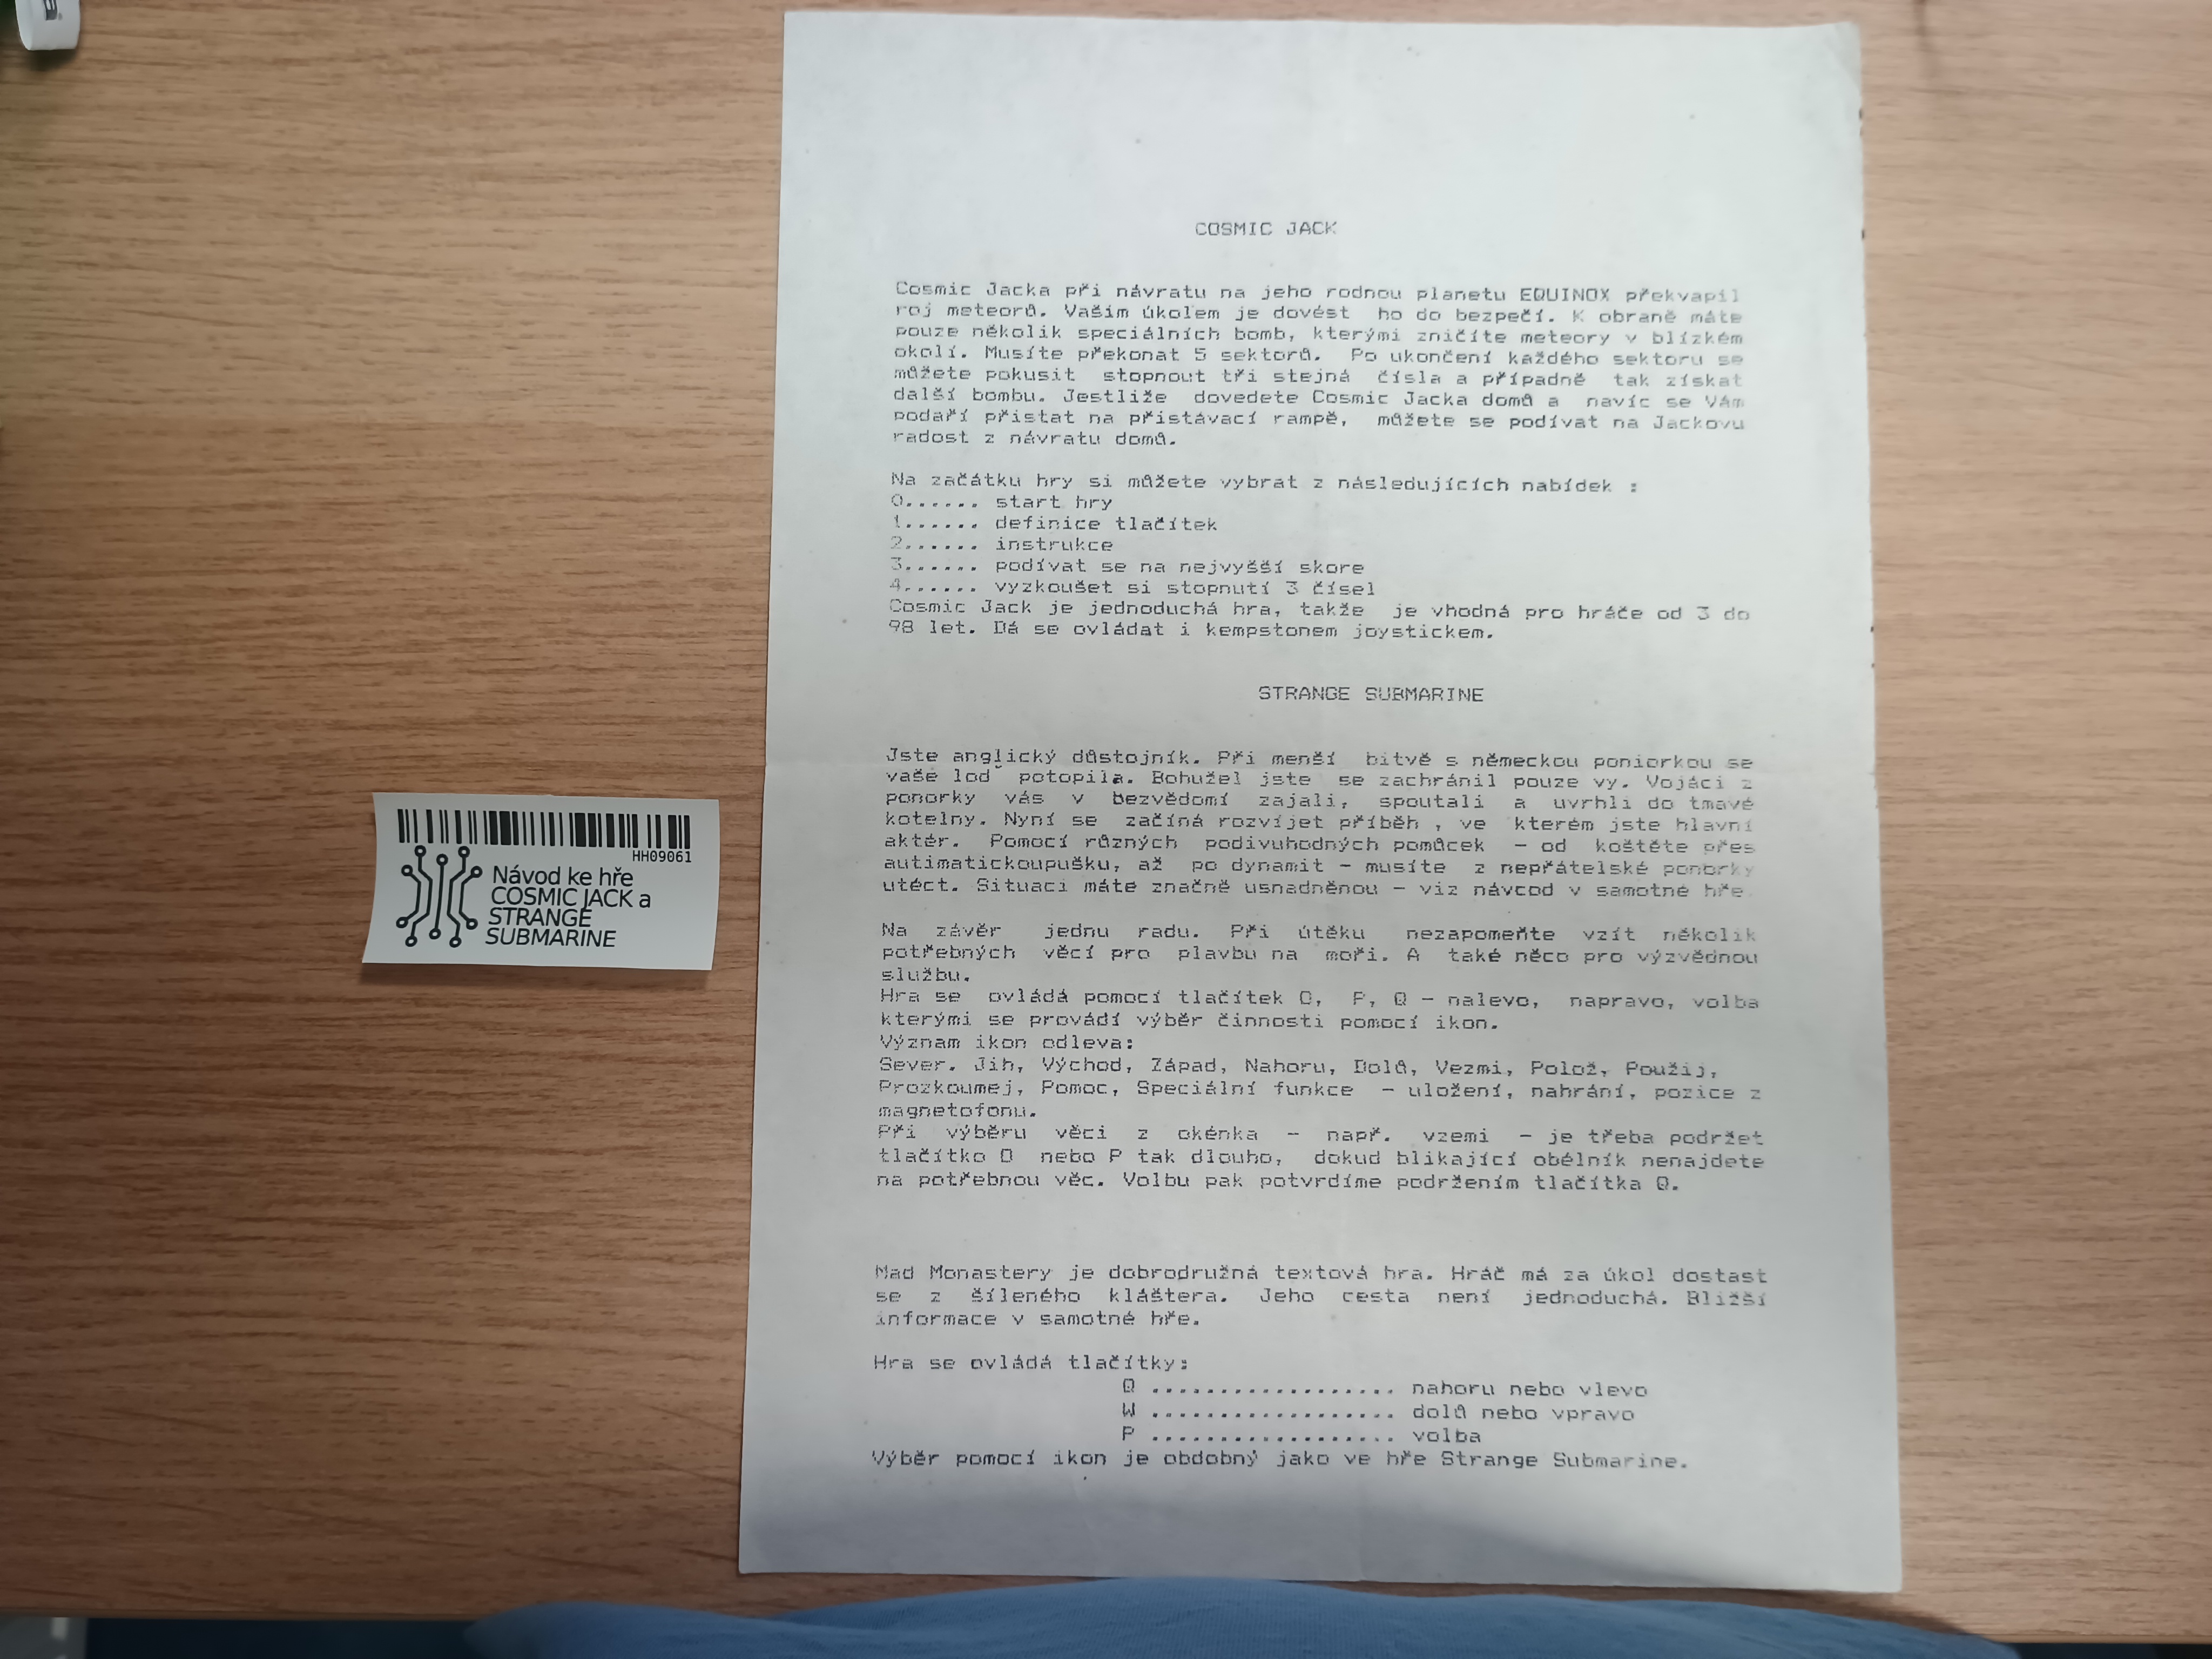 COSMIC JACK
Cosmic Jacka při návratu na jeho rodnou planetu EQUINOX překvapil
roj meteorů. Vaším úkolem je dovést ho do bezpečí. K obraně máte
pouze několik speciálních bomb, kterými zničíte meteory v blízkém
okolí. Musíte překonat 5 sektorů. Po ukončení každého sektoru se
můžete pokusit stopnout tři stejná čísla a případně tak získat
další bombu. Jestliže dovedete Cosmic Jacka domů a navíc se Vám
podaří přistat na přistávací rampě, můžete se podívat na Jackovu
radost z návratu domů.
Na začátku hry si můžete vybrat z následujících nabídek :
0...... start hry
1...... definice tlačítek
2...... instrukce
3...... podívat se na nejvyšší skore
4...... vyzkoušet si stopnutí 3 čísel
Cosmic Jack je jednoduchá hra, takže je vhodná pro hráče od 3 do
98 let. Dá se ovládat i kempstonem joystickem.
STRANGE SUBMARINE
Jste anglický důstojník. Při menší bitvě s německou poniorkou se
vaše lodˇ potopila. Bohužel jste se zachránil pouze vy. Vojáci z
ponorky vás v bezvědomí zajali, spoutali a uvrhli do tmavé
kotelny. Nyní se začíná rozvíjet příběh , ve kterém jste hlavní
aktér. Pomocí různých podivuhodných pomůcek – od koštěte přes
autimatickoupušku, až po dynamit – musíte z nepřátelské ponorky
utéct. Situaci máte značně usnadněnou – viz návcod v samotné hře.
Na závěr jednu radu. Při útěku nezapomeňte vzít několik
potřebných věcí pro plavbu na moři. A také něco pro výzvědnou
službu.
Hra se ovládá pomocí tlačítek O, P, Q – nalevo, napravo, volba
kterými se provádí výběr činnosti pomocí ikon.
Význam ikon odleva:
Sever. Jih, Východ, Západ, Nahoru, Dolů, Vezmi, Polož, Použij,
Prozkoumej, Pomoc, Speciální funkce – uložení, nahrání, pozice z
magnetofonu.
Při výběru věci z okénka – např. vzemi – je třeba podržet
tlačítko O nebo P tak dlouho, dokud blikající obélník nenajdete
na potřebnou věc. Volbu pak potvrdíme podržením tlačítka Q.
Mad Monastery je dobrodružná textová hra. Hráč má za úkol dostast
se z šíleného kláštera. Jeho cesta není jednoduchá. Bližší
informace v samotné hře.
Hra se ovládá tlačítky:
Q ................... nahoru nebo vlevo
W ................... dolů nebo vpravo
P ................... volba
Výběr pomocí ikon je obdobný jako ve hře Strange Submarine.
HH09061
Návod ke hře
COSMIC JACK a
STRANGE
SUBMARINE